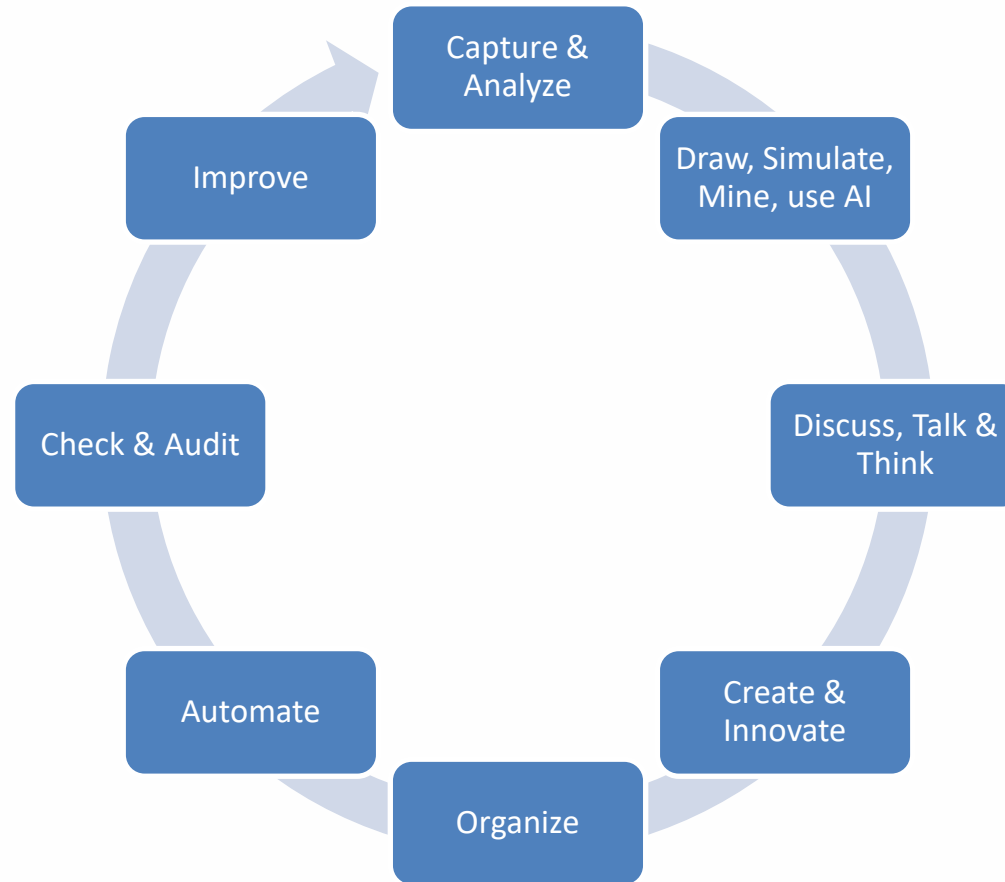 Capture &
Analyze
Draw, Simulate,
Mine, use AI
Discuss, Talk &
Think
Create &
Innovate
Organize
Automate
Check & Audit
Improve